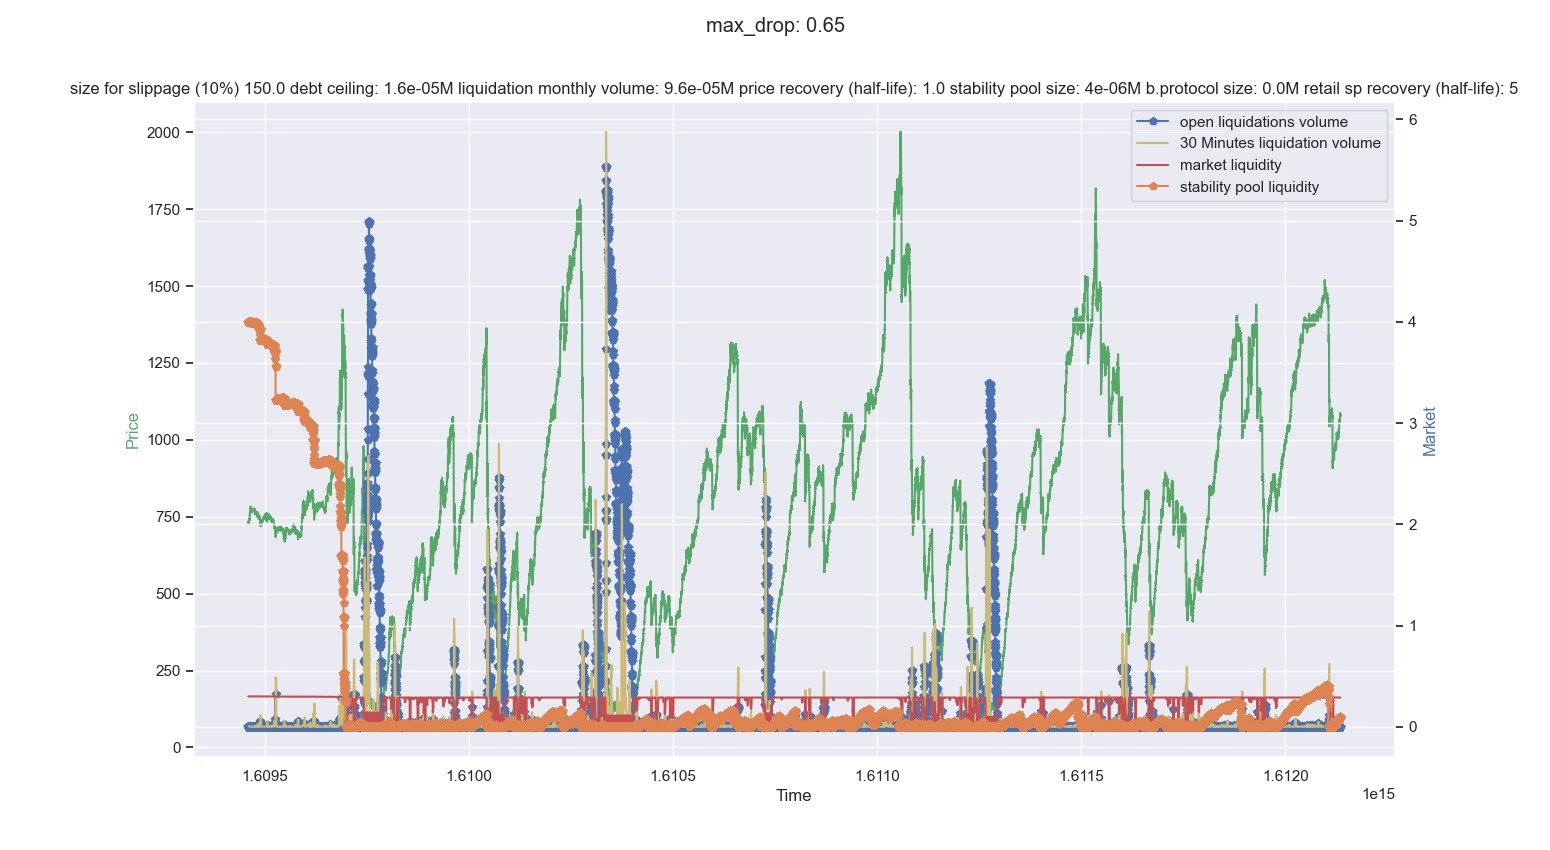 max_drop: 0.65
size for slippage (10%) 150.0 debt ceiling: 1.6e-05M liquidation monthly volume: 9.6e-05M price recovery (half-life): 1.0 stability pool size: 4e-06M b.protocol size: 0.0M retail sp recovery (half-life): 5
open liquidations volume
30 Minutes liquidation volume
market liquidity
stability pool liquidity
2000
1750
1500
1250
1000
750
500
250
0
Price
6
5
4
3
2
1
0
Market
1.6095
1.6100
1.6105
1.6110
1.6115
1.6120
1e15
Time